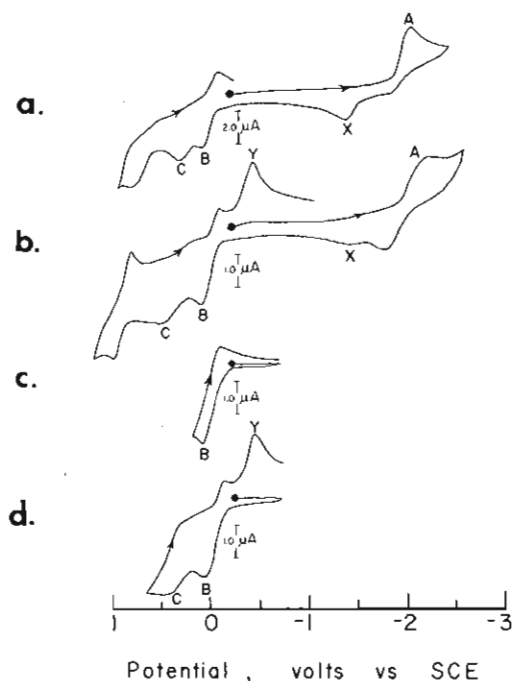 A
a.
2.0 μA
X
C B
Y
A
b.
1.0 μA
X
C B
c.
1.0 μA
B
Y
d.
1.0 μA
C B
1 0 -1 -2 -3
Potential, volts vs SCE